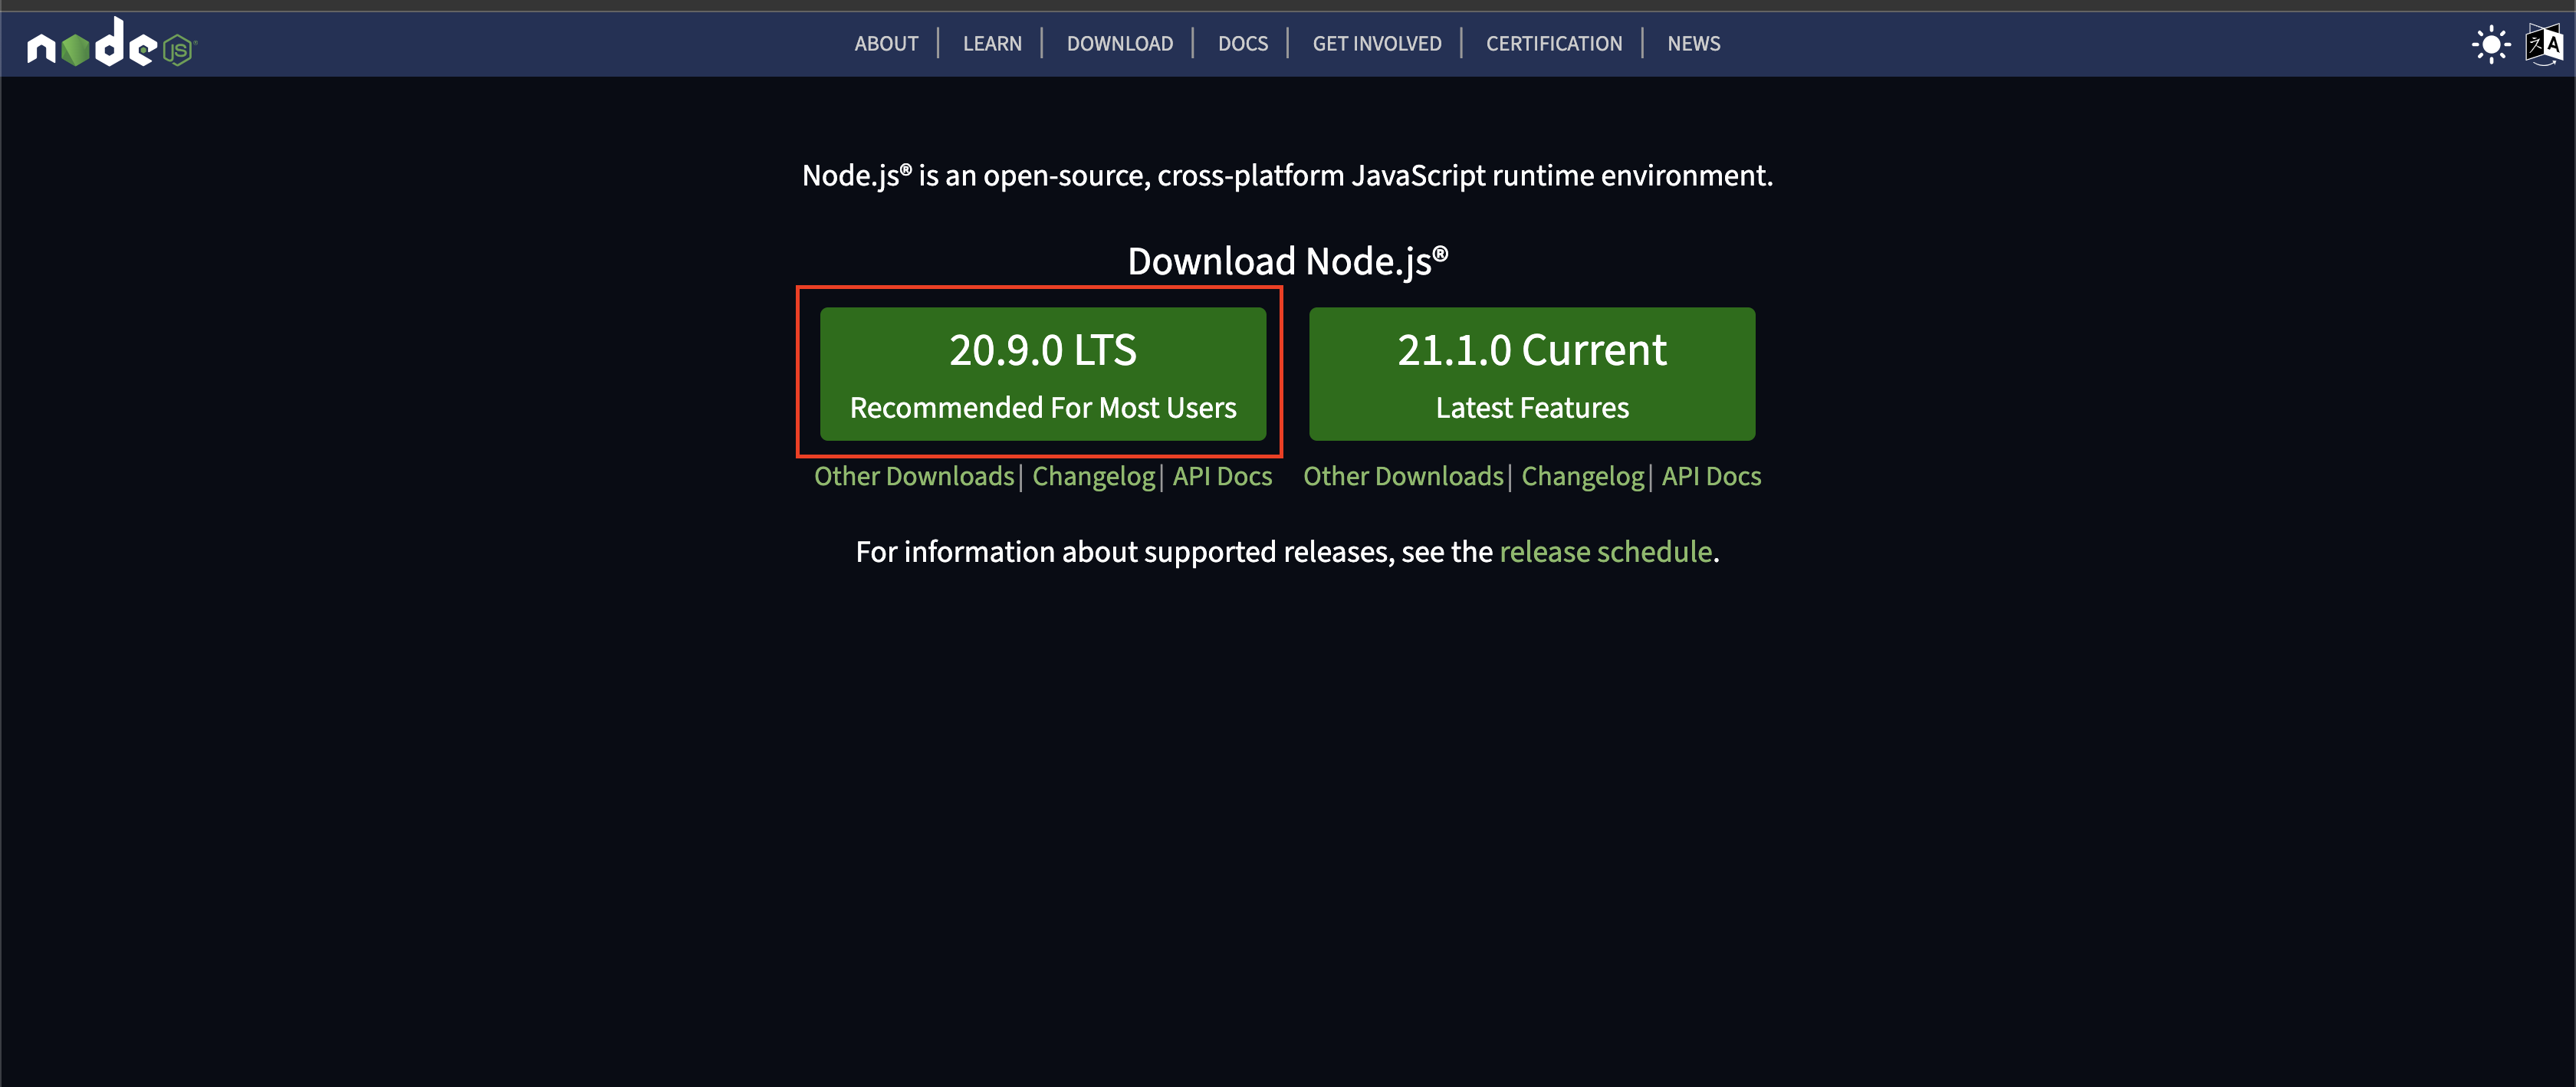 node JS®
ABOUT | LEARN | DOWNLOAD | DOCS | GET INVOLVED | CERTIFICATION | NEWS
文 A
Node.js® is an open-source, cross-platform JavaScript runtime environment.
Download Node.js®
20.9.0 LTS
Recommended For Most Users
21.1.0 Current
Latest Features
Other Downloads | Changelog | API Docs
Other Downloads | Changelog | API Docs
For information about supported releases, see the release schedule.